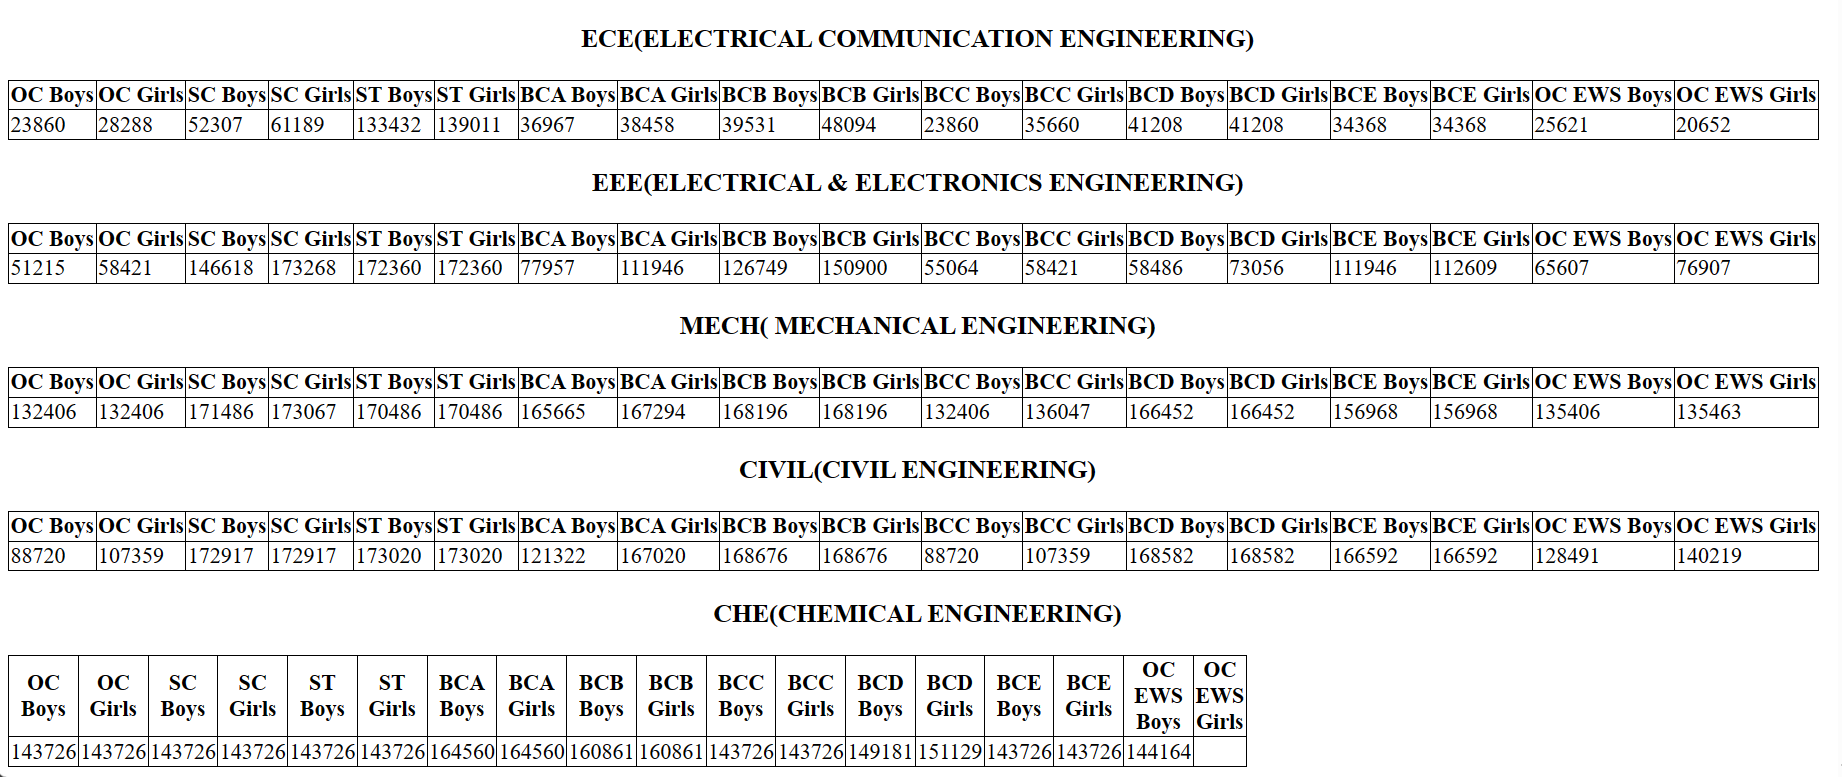 ECE(ELECTRICAL COMMUNICATION ENGINEERING)
OC Boys OC Girls SC Boys SC Girls ST Boys ST Girls BCA Boys BCA Girls BCB Boys BCB Girls BCC Boys BCC Girls BCD Boys BCD Girls BCE Boys BCE Girls OC EWS Boys OC EWS Girls
23860 28288 52307 61189 133432 139011 36967 38458 39531 48094 23860 35660 41208 41208 34368 34368 25621 20652
EEE(ELECTRICAL & ELECTRONICS ENGINEERING)
OC Boys OC Girls SC Boys SC Girls ST Boys ST Girls BCA Boys BCA Girls BCB Boys BCB Girls BCC Boys BCC Girls BCD Boys BCD Girls BCE Boys BCE Girls OC EWS Boys OC EWS Girls
51215 58421 146618 173268 172360 172360 77957 111946 126749 150900 55064 58421 58486 73056 111946 112609 65607 76907
MECH( MECHANICAL ENGINEERING)
OC Boys OC Girls SC Boys SC Girls ST Boys ST Girls BCA Boys BCA Girls BCB Boys BCB Girls BCC Boys BCC Girls BCD Boys BCD Girls BCE Boys BCE Girls OC EWS Boys OC EWS Girls
132406 132406 171486 173067 170486 170486 165665 167294 168196 168196 132406 136047 166452 166452 156968 156968 135406 135463
CIVIL(CIVIL ENGINEERING)
OC Boys OC Girls SC Boys SC Girls ST Boys ST Girls BCA Boys BCA Girls BCB Boys BCB Girls BCC Boys BCC Girls BCD Boys BCD Girls BCE Boys BCE Girls OC EWS Boys OC EWS Girls
88720 107359 172917 172917 173020 173020 121322 167020 168676 168676 88720 107359 168582 168582 166592 166592 128491 140219
CHE(CHEMICAL ENGINEERING)
OC Boys OC Girls SC Boys SC Girls ST Boys ST Girls BCA Boys BCA Girls BCB Boys BCB Girls BCC Boys BCC Girls BCD Boys BCD Girls BCE Boys BCE Girls OC EWS Boys OC EWS Girls
143726 143726 143726 143726 143726 143726 164560 164560 160861 160861 143726 143726 149181 151129 143726 143726 144164